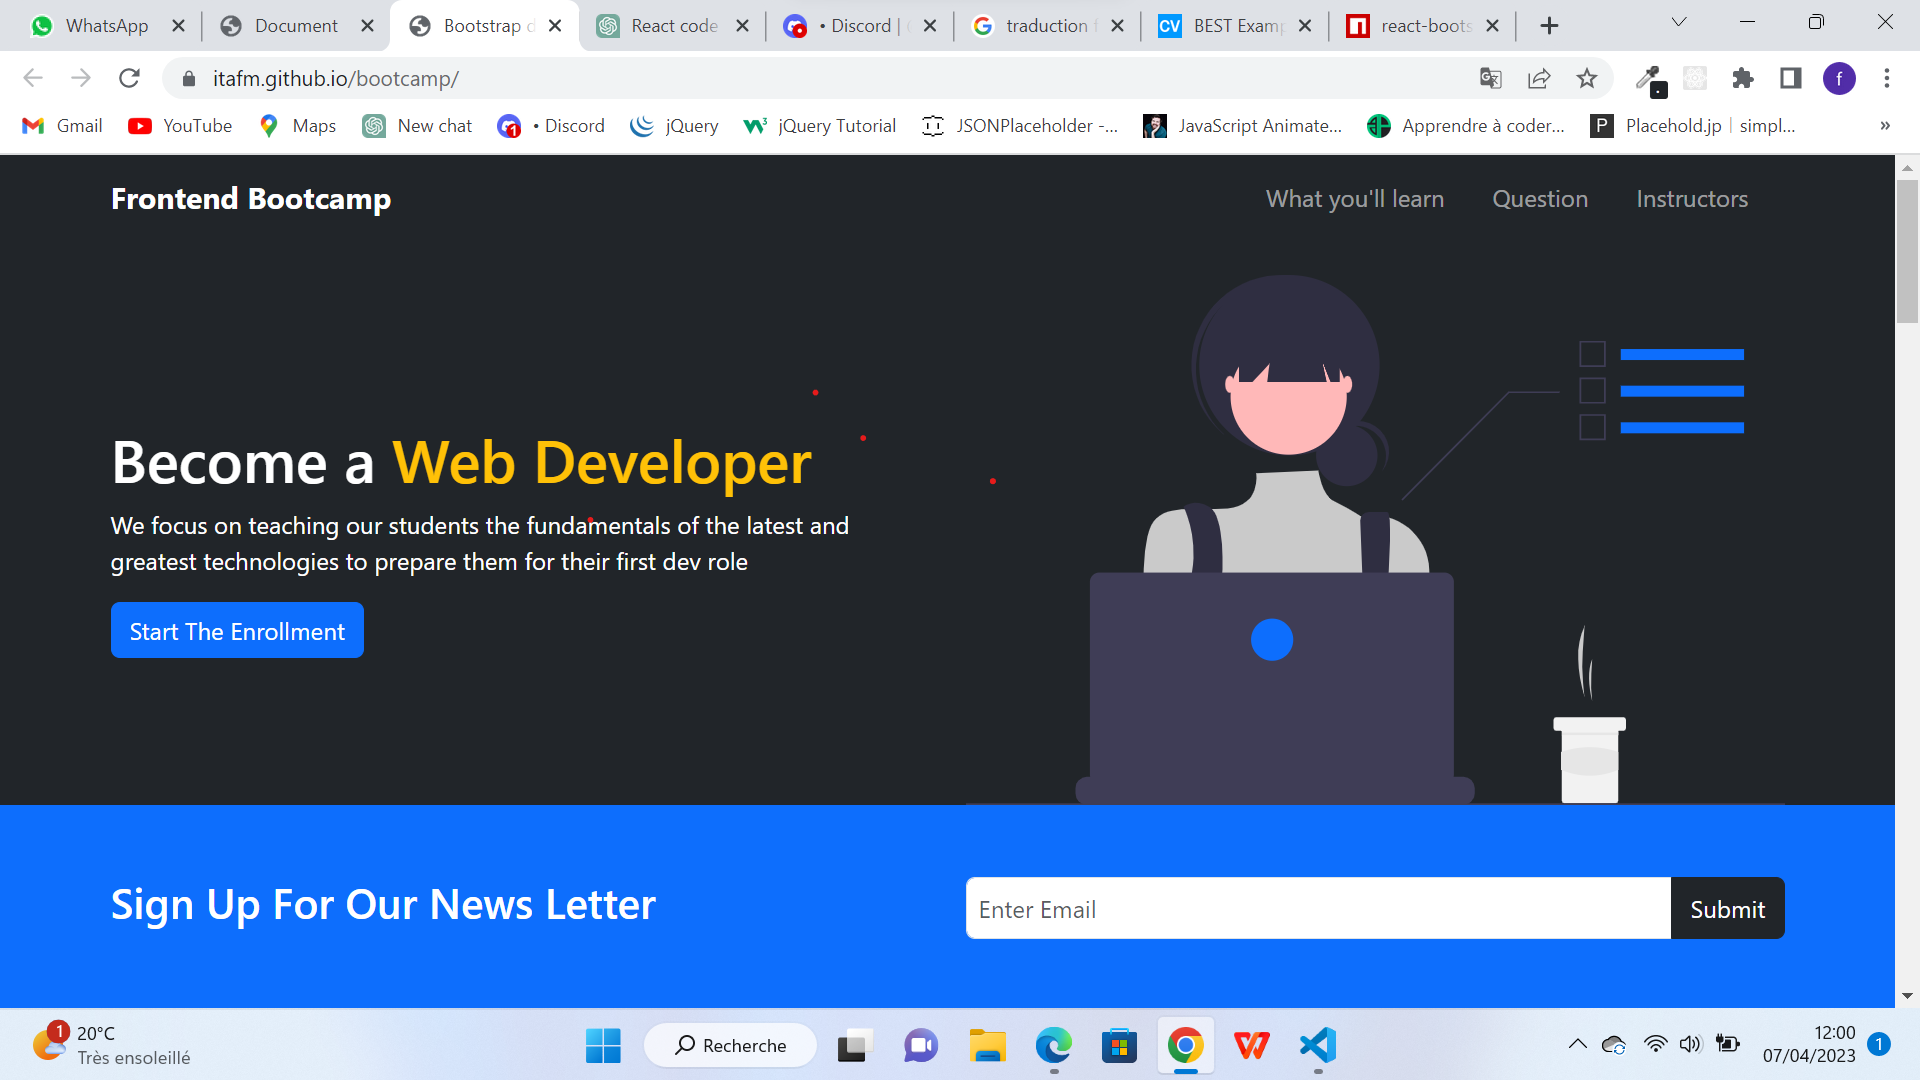 WhatsApp
Document
Bootstrap d
React code
• Discord |
traduction f
BEST Examp
react-boots
itafm.github.io/bootcamp/
f
Gmail
YouTube
Maps
New chat
1
• Discord
jQuery
jQuery Tutorial
JSONPlaceholder -...
JavaScript Animate...
Apprendre à coder...
P
Placehold.jp | simpl...
»
Frontend Bootcamp
What you'll learn
Question
Instructors
Become a Web Developer
We focus on teaching our students the fundamentals of the latest and
greatest technologies to prepare them for their first dev role
Start The Enrollment
Sign Up For Our News Letter
Enter Email
Submit
1
20°C
Très ensoleillé
Recherche
12:00
07/04/2023
1